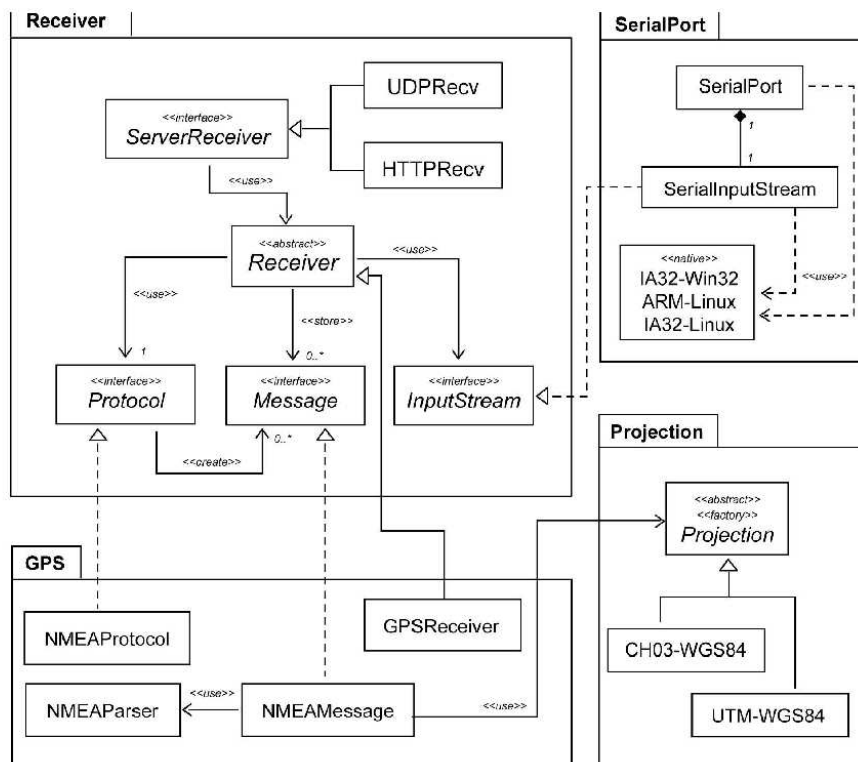 Receiver
SerialPort
UDPRecv
SerialPort
<<interface>>
ServerReceiver
1
HTTPRecv
1
<<use>>
SerialInputStream
<<abstract>>
Receiver
<<use>>
<<native>>
IA32-Win32
ARM-Linux
IA32-Linux
<<use>>
<<use>>
<<store>>
1
0..*
<<interface>>
Protocol
<<interface>>
Message
<<interface>>
InputStream
0..*
<<create>>
Projection
<<abstract>>
<<factory>>
Projection
GPS
NMEAProtocol
GPSReceiver
CH03-WGS84
NMEAParser
<<use>>
NMEAMessage
<<use>>
UTM-WGS84